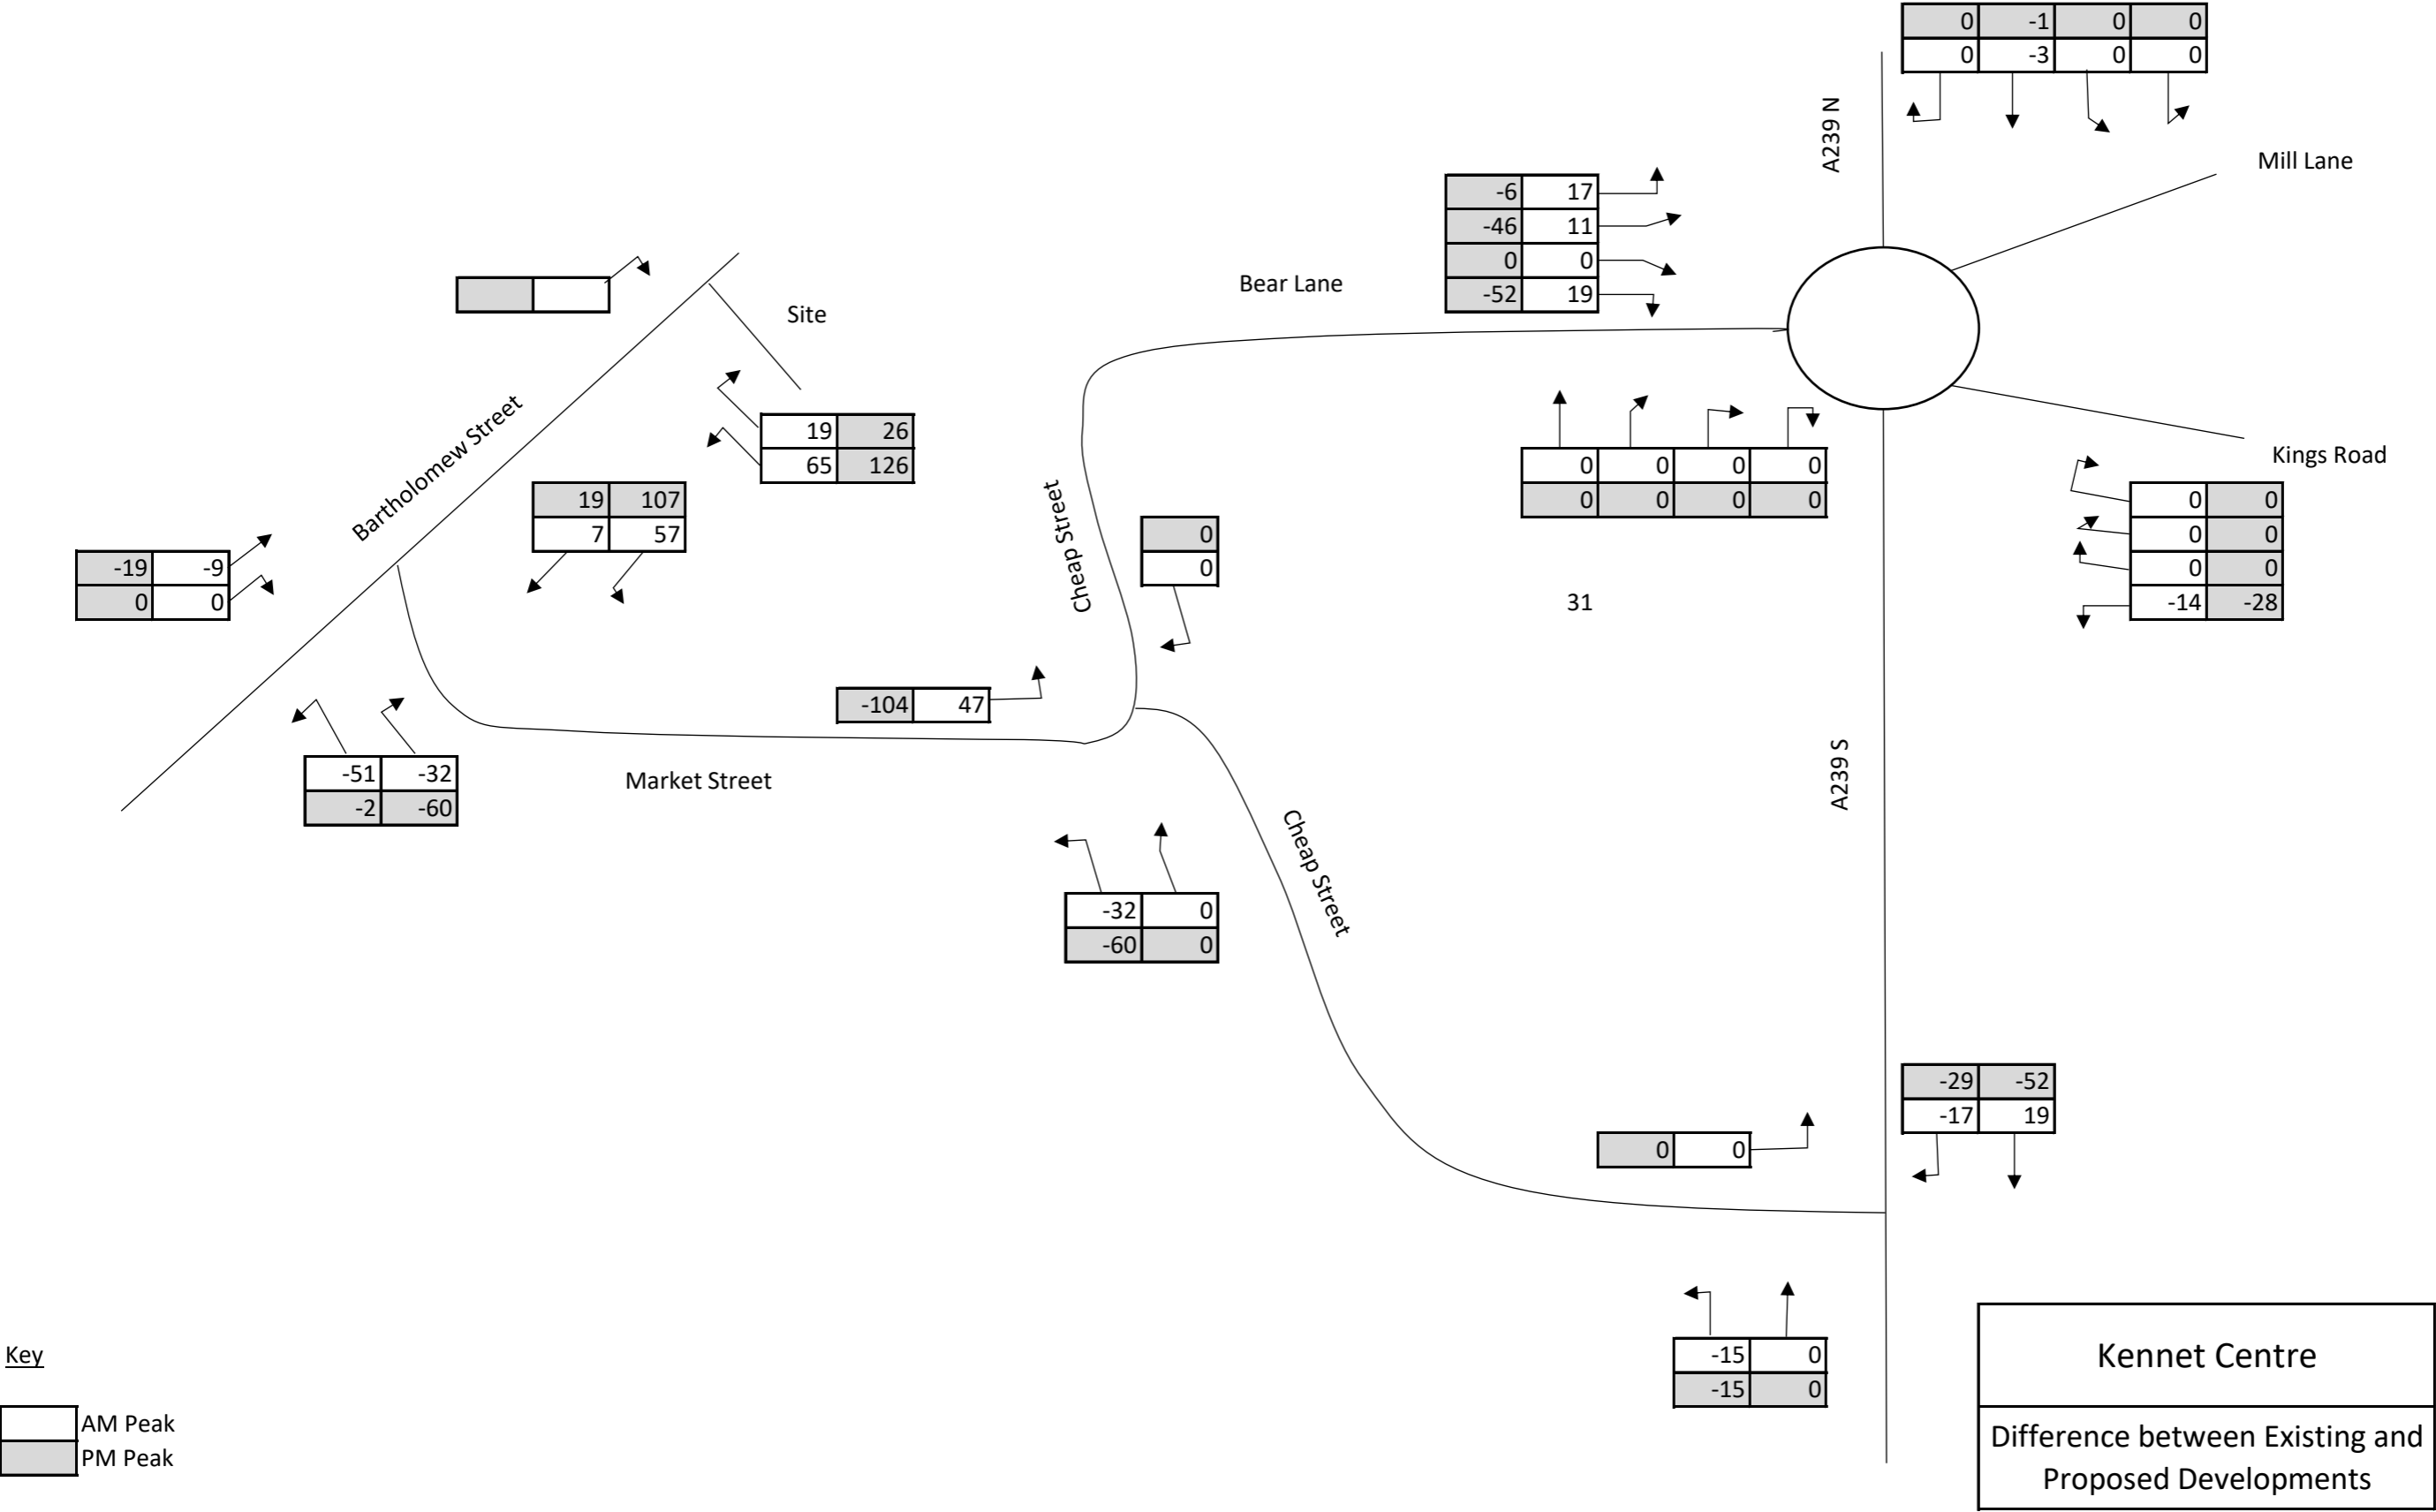 0 -1 0 0
0 -3 0 0
A239 N
Mill Lane
-6 17
-46 11
0 0
-52 19
Bear Lane
Site
19 26
65 126
Bartholomew Street
19 107
7 57
-19 -9
0 0
Cheap Street
0
0
0 0 0 0
0 0 0 0
Kings Road
0 0
0 0
0 0
-14 -28
31
-104 47
-51 -32
-2 -60
Market Street
A239 S
Cheap Street
-32 0
-60 0
-29 -52
-17 19
0 0
-15 0
-15 0
Key
AM Peak
PM Peak
Kennet Centre
Difference between Existing and
Proposed Developments